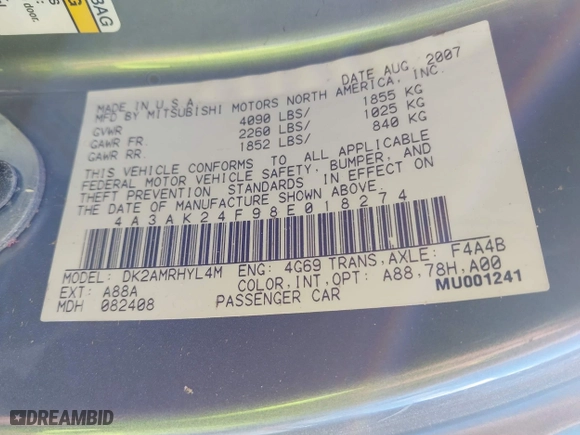 BAG
door.
DATE AUG 2007
MADE IN U.S.A.
MFD BY MITSUBISHI MOTORS NORTH AMERICA, INC.
GVWR 4090 LBS/ 1855 KG
GAWR FR. 2260 LBS/ 1025 KG
GAWR RR. 1852 LBS/ 840 KG
THIS VEHICLE CONFORMS TO ALL APPLICABLE
FEDERAL MOTOR VEHICLE SAFETY, BUMPER, AND
THEFT PREVENTION STANDARDS IN EFFECT ON
THE DATE OF MANUFACTURE SHOWN ABOVE.
4A3AK24F98E018274
MODEL: DK2AMRHYL4M ENG: 4G69 TRANS,AXLE: F4A4B
EXT: A88A COLOR,INT,OPT: A88,78H,A00
MDH 082408 PASSENGER CAR MU001241
DREAMBID